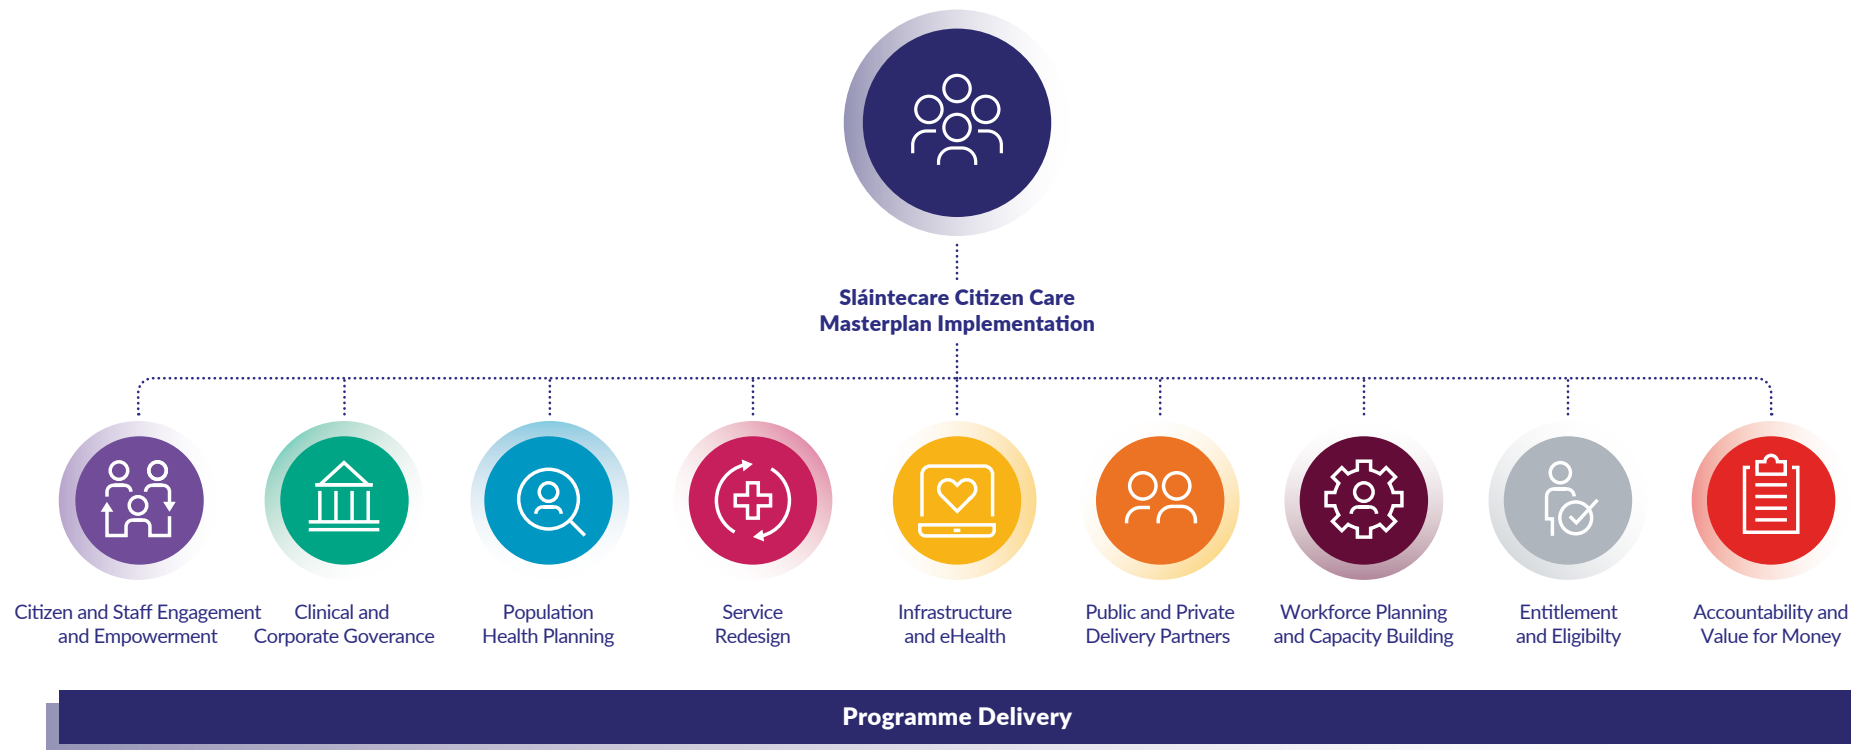 Sláintecare Citizen Care
Masterplan Implementation
Citizen and Staff Engagement
and Empowerment
Clinical and
Corporate Goverance
Population
Health Planning
Service
Redesign
Infrastructure
and eHealth
Public and Private
Delivery Partners
Workforce Planning
and Capacity Building
Entitlement
and Eligibilty
Accountability and
Value for Money
Programme Delivery